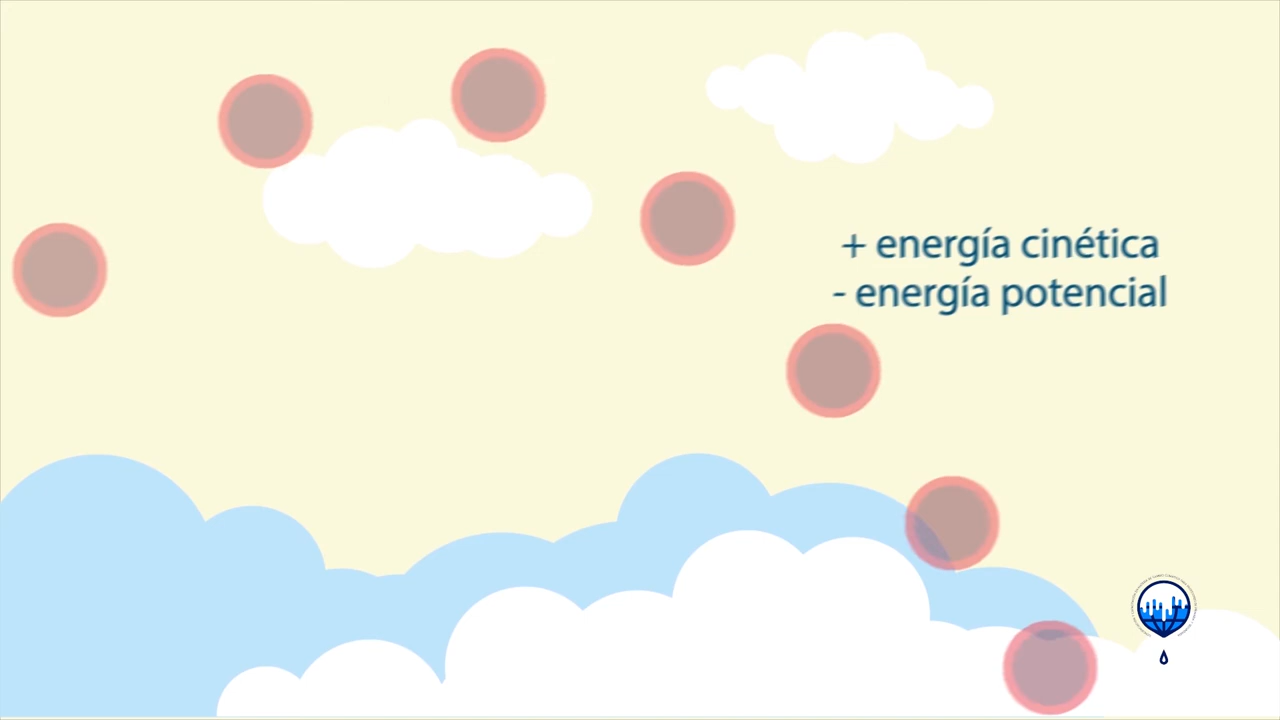 + energía cinética
- energía potencial